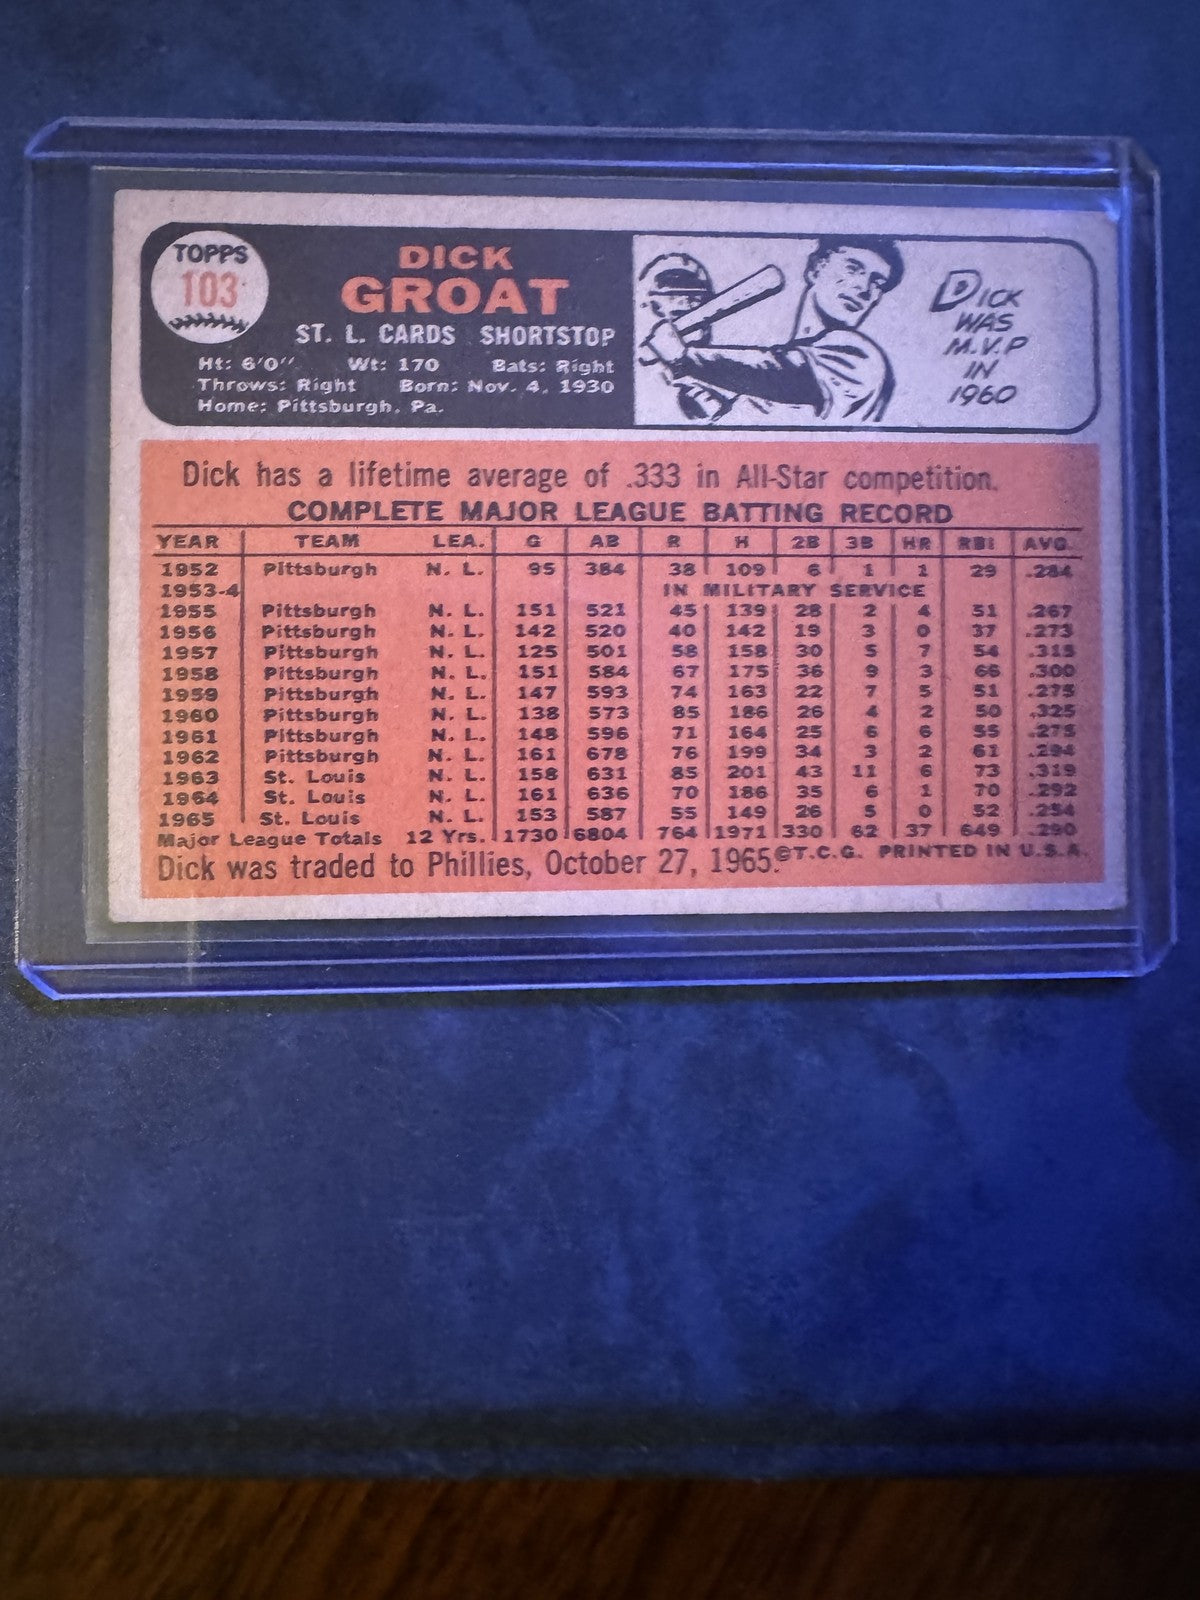 TOPPS
103
DICK
GROAT
ST. L. CARDS SHORTSTOP
Ht: 6'0" Wt: 170 Bats: Right
Throws: Right Born: Nov. 4, 1930
Home: Pittsburgh, Pa.
DICK
WAS
M.V.P
IN
1960
Dick has a lifetime average of .333 in All-Star competition.
COMPLETE MAJOR LEAGUE BATTING RECORD
YEAR TEAM LEA. G AB R H 2B 3B HR RBI AVG.
1952 Pittsburgh N. L. 95 384 38 109 6 1 1 29 .284
1953-4 IN MILITARY SERVICE
1955 Pittsburgh N. L. 151 521 45 139 28 2 4 51 .267
1956 Pittsburgh N. L. 142 520 40 142 19 3 0 37 .273
1957 Pittsburgh N. L. 125 501 58 158 30 5 7 54 .315
1958 Pittsburgh N. L. 151 584 67 175 36 9 3 66 .300
1959 Pittsburgh N. L. 147 593 74 163 22 7 5 51 .275
1960 Pittsburgh N. L. 138 573 85 186 26 4 2 50 .325
1961 Pittsburgh N. L. 148 596 71 164 25 6 6 55 .275
1962 Pittsburgh N. L. 161 678 76 199 34 3 2 61 .294
1963 St. Louis N. L. 158 631 85 201 43 11 6 73 .319
1964 St. Louis N. L. 161 636 70 186 35 6 1 70 .292
1965 St. Louis N. L. 153 587 55 149 26 5 0 52 .254
Major League Totals 12 Yrs. 1730 6804 764 1971 330 62 37 649 .290
Dick was traded to Phillies, October 27, 1965. ©T.C.G. PRINTED IN U.S.A.